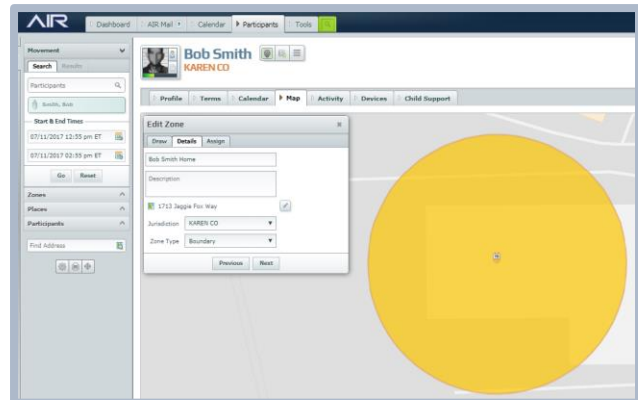 AIR
Dashboard
AIR Mail
Calendar
Participants
Tools
Movement
Search
Results
Participants
Smith, Bob
Start & End Times
07/11/2017 12:55 pm ET
07/11/2017 02:55 pm ET
Go
Reset
Zones
Places
Participants
Find Address
Bob Smith
KAREN CO
Profile
Terms
Calendar
Map
Activity
Devices
Child Support
Edit Zone
Draw
Details
Assign
Bob Smith Home
Description
1713 Jaggie Fox Way
Jurisdiction
KAREN CO
Zone Type
Boundary
Previous
Next